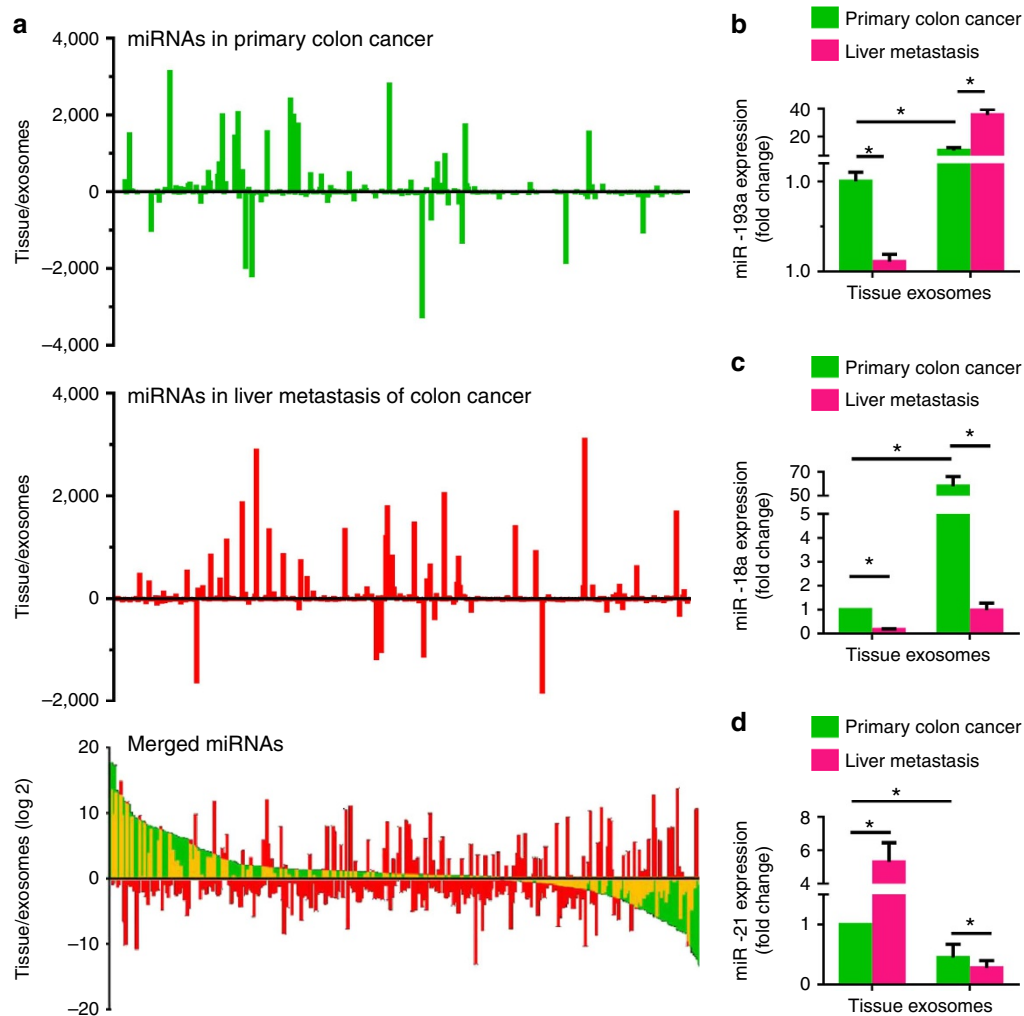 a
miRNAs in primary colon cancer
Tissue/exosomes
4,000
2,000
0
–2,000
–4,000
miRNAs in liver metastasis of colon cancer
Tissue/exosomes
4,000
2,000
0
–2,000
Merged miRNAs
Tissue/exosomes (log 2)
20
10
0
–10
–20
b
Primary colon cancer
Liver metastasis
miR -193a expression
(fold change)
40
20
1.0
1.0
*
*
*
Tissue exosomes
c
Primary colon cancer
Liver metastasis
miR -18a expression
(fold change)
70
50
5
4
3
2
1
0
*
*
*
Tissue exosomes
d
Primary colon cancer
Liver metastasis
miR -21 expression
(fold change)
8
6
4
1
0
*
*
*
Tissue exosomes